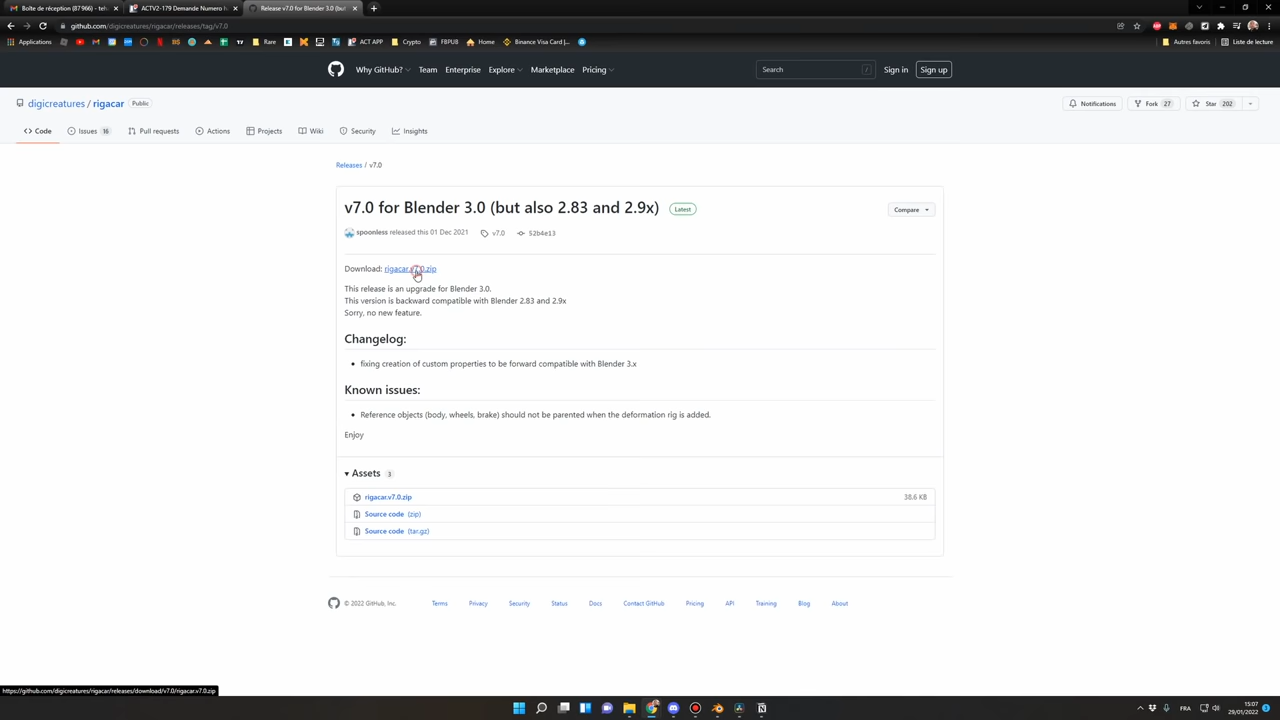 Boîte de réception (87 966) - teh
ACTV2-179 Demande Numero
Release v7.0 for Blender 3.0 (but
github.com/digicreatures/rigacar/releases/tag/v7.0
Applications
Rare
ACT APP
Crypto
FBPUB
Home
Binance Visa Card |...
Autres favoris
Liste de lecture
Why GitHub?
Team
Enterprise
Explore
Marketplace
Pricing
Search
/
Sign in
Sign up
digicreatures / rigacar
Public
Notifications
Fork 27
Star 202
Code
Issues 16
Pull requests
Actions
Projects
Wiki
Security
Insights
Releases / v7.0
v7.0 for Blender 3.0 (but also 2.83 and 2.9x)
Latest
Compare
spoonless released this 01 Dec 2021
v7.0
52b4e13
Download: rigacar.v7.0.zip
This release is an upgrade for Blender 3.0.
This version is backward compatible with Blender 2.83 and 2.9x
Sorry, no new feature.
Changelog:
fixing creation of custom properties to be forward compatible with Blender 3.x
Known issues:
Reference objects (body, wheels, brake) should not be parented when the deformation rig is added.
Enjoy
Assets 3
rigacar.v7.0.zip
38.6 KB
Source code (zip)
Source code (tar.gz)
© 2022 GitHub, Inc.
Terms
Privacy
Security
Status
Docs
Contact GitHub
Pricing
API
Training
Blog
About
https://github.com/digicreatures/rigacar/releases/download/v7.0/rigacar.v7.0.zip
FRA
15:07
29/01/2022